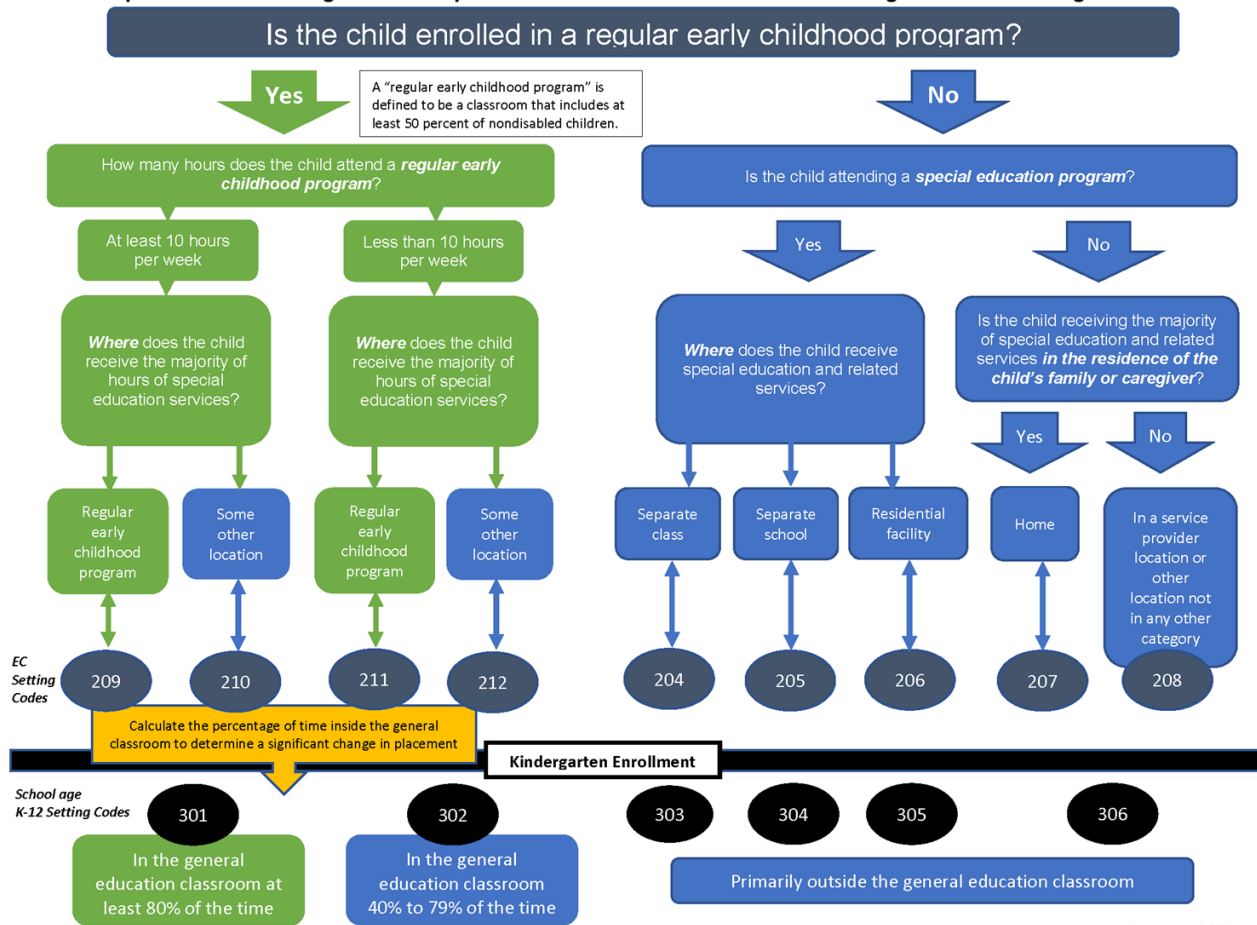 Is the child enrolled in a regular early childhood program?
Yes
A “regular early childhood program” is
defined to be a classroom that includes at
least 50 percent of nondisabled children.
No
How many hours does the child attend a regular early
childhood program?
Is the child attending a special education program?
At least 10 hours
per week
Less than 10 hours
per week
Yes
No
Where does the child
receive the majority of
hours of special
education services?
Where does the child
receive the majority of
hours of special
education services?
Where does the child receive
special education and related
services?
Is the child receiving the majority
of special education and related
services in the residence of the
child’s family or caregiver?
Yes
No
Regular
early
childhood
program
Some
other
location
Regular
early
childhood
program
Some
other
location
Separate
class
Separate
school
Residential
facility
Home
In a service
provider
location or
other
location not
in any other
category
EC
Setting
Codes
209
210
211
212
204
205
206
207
208
Calculate the percentage of time inside the general
classroom to determine a significant change in placement
Kindergarten Enrollment
School age
K-12 Setting Codes
301
302
303
304
305
306
In the general
education classroom at
least 80% of the time
In the general
education classroom
40% to 79% of the time
Primarily outside the general education classroom